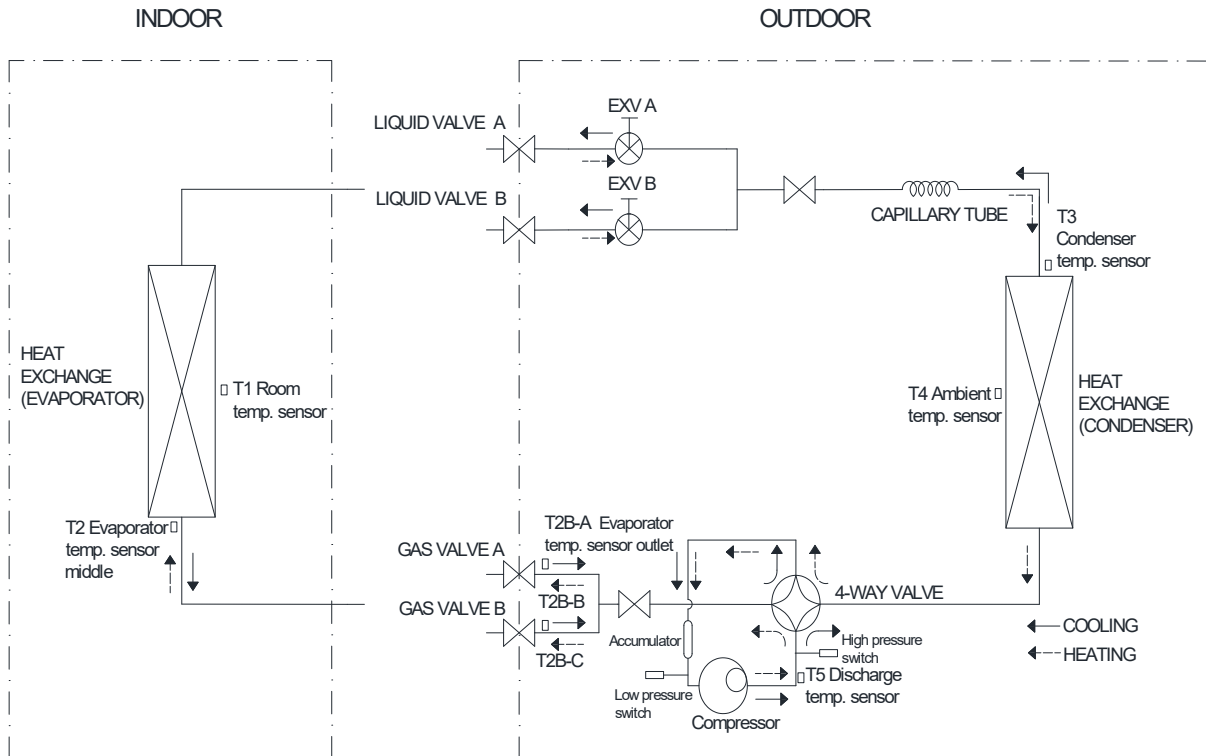 INDOOR
OUTDOOR
EXV A
LIQUID VALVE A
EXV B
LIQUID VALVE B
CAPILLARY TUBE
T3
Condenser
temp. sensor
HEAT
EXCHANGE
(EVAPORATOR)
T1 Room
temp. sensor
T4 Ambient
temp. sensor
HEAT
EXCHANGE
(CONDENSER)
T2 Evaporator
temp. sensor
middle
T2B-A Evaporator
temp. sensor outlet
GAS VALVE A
T2B-B
GAS VALVE B
T2B-C
4-WAY VALVE
Accumulator
High pressure
switch
COOLING
HEATING
Low pressure
switch
T5 Discharge
temp. sensor
Compressor